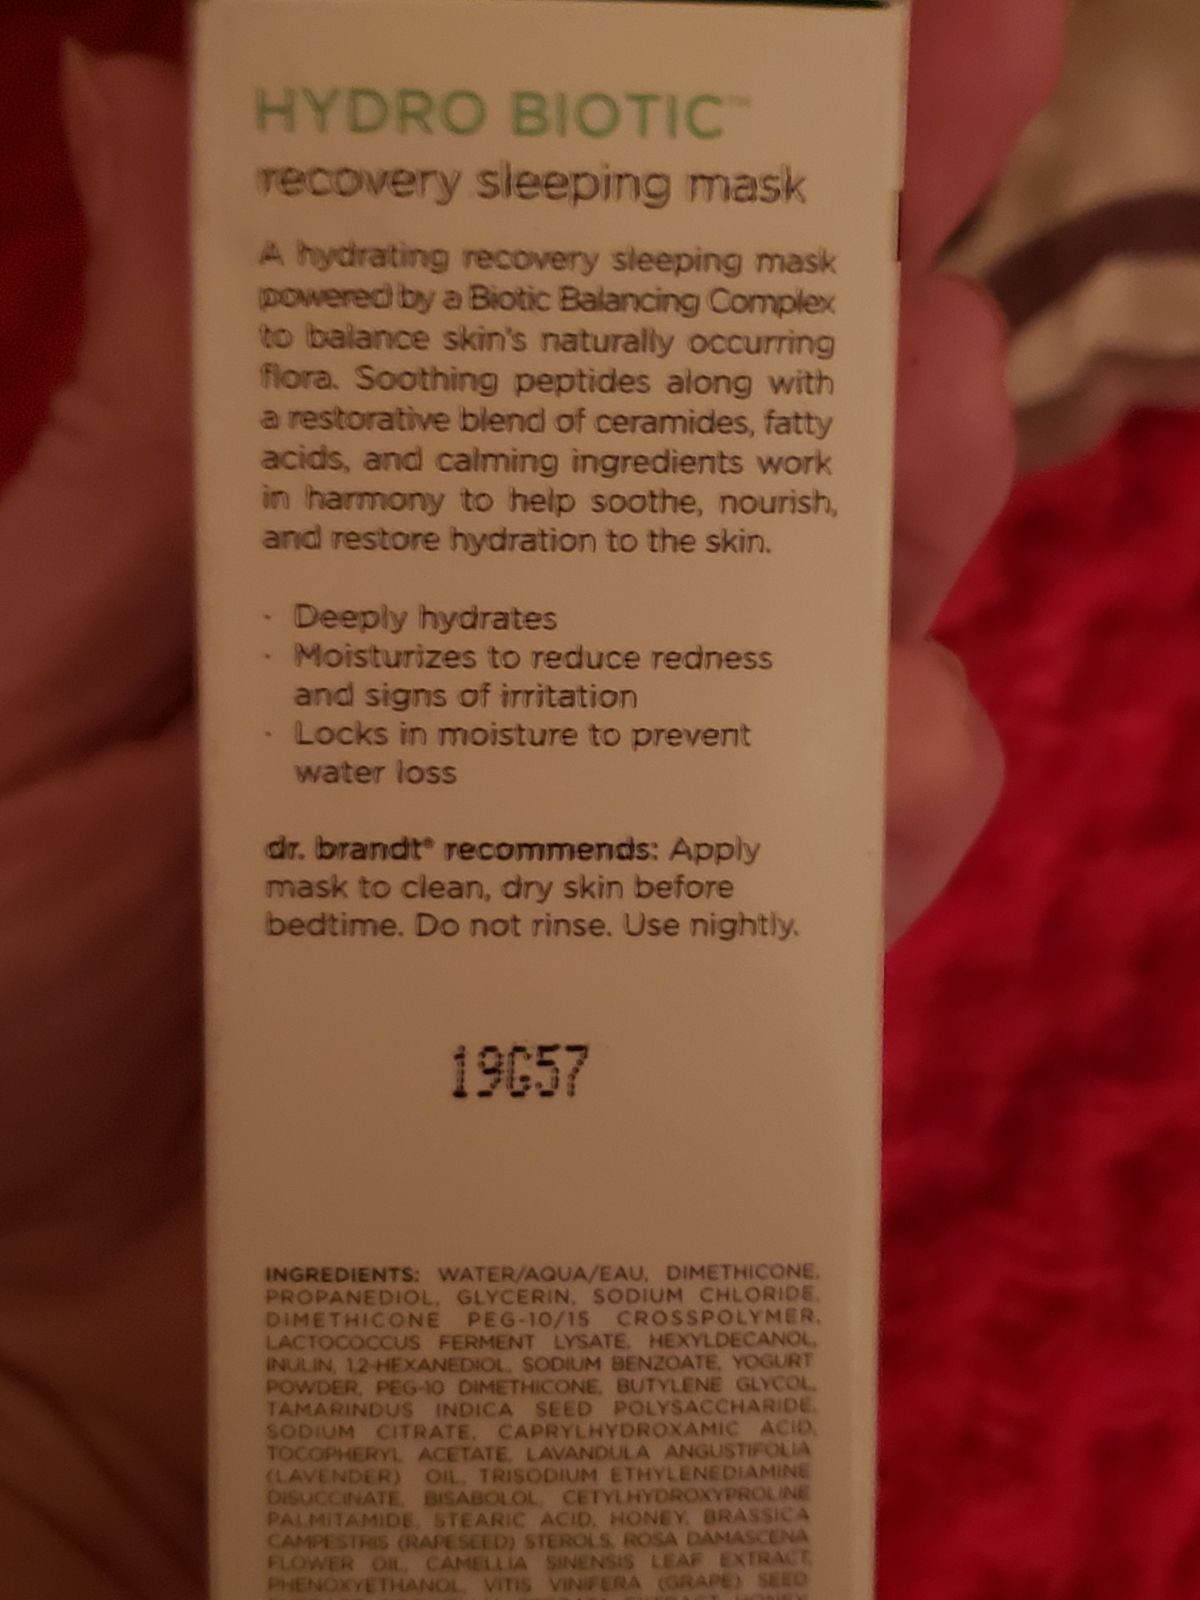 HYDRO BIOTIC™
recovery sleeping mask
A hydrating recovery sleeping mask
powered by a Biotic Balancing Complex
to balance skin's naturally occurring
flora. Soothing peptides along with
a restorative blend of ceramides, fatty
acids, and calming ingredients work
in harmony to help soothe, nourish,
and restore hydration to the skin.
· Deeply hydrates
· Moisturizes to reduce redness
and signs of irritation
· Locks in moisture to prevent
water loss
dr. brandt® recommends: Apply
mask to clean, dry skin before
bedtime. Do not rinse. Use nightly.
19G57
INGREDIENTS: WATER/AQUA/EAU, DIMETHICONE,
PROPANEDIOL, GLYCERIN, SODIUM CHLORIDE,
DIMETHICONE PEG-10/15 CROSSPOLYMER,
LACTOCOCCUS FERMENT LYSATE, HEXYLDECANOL,
INULIN, 1,2-HEXANEDIOL, SODIUM BENZOATE, YOGURT
POWDER, PEG-10 DIMETHICONE, BUTYLENE GLYCOL,
TAMARINDUS INDICA SEED POLYSACCHARIDE,
SODIUM CITRATE, CAPRYLHYDROXAMIC ACID,
TOCOPHERYL ACETATE, LAVANDULA ANGUSTIFOLIA
(LAVENDER) OIL, TRISODIUM ETHYLENEDIAMINE
DISUCCINATE, BISABOLOL, CETYLHYDROXYPROLINE
PALMITAMIDE, STEARIC ACID, HONEY, BRASSICA
CAMPESTRIS (RAPESEED) STEROLS, ROSA DAMASCENA
FLOWER OIL, CAMELLIA SINENSIS LEAF EXTRACT,
PHENOXYETHANOL, VITIS VINIFERA (GRAPE) SEED